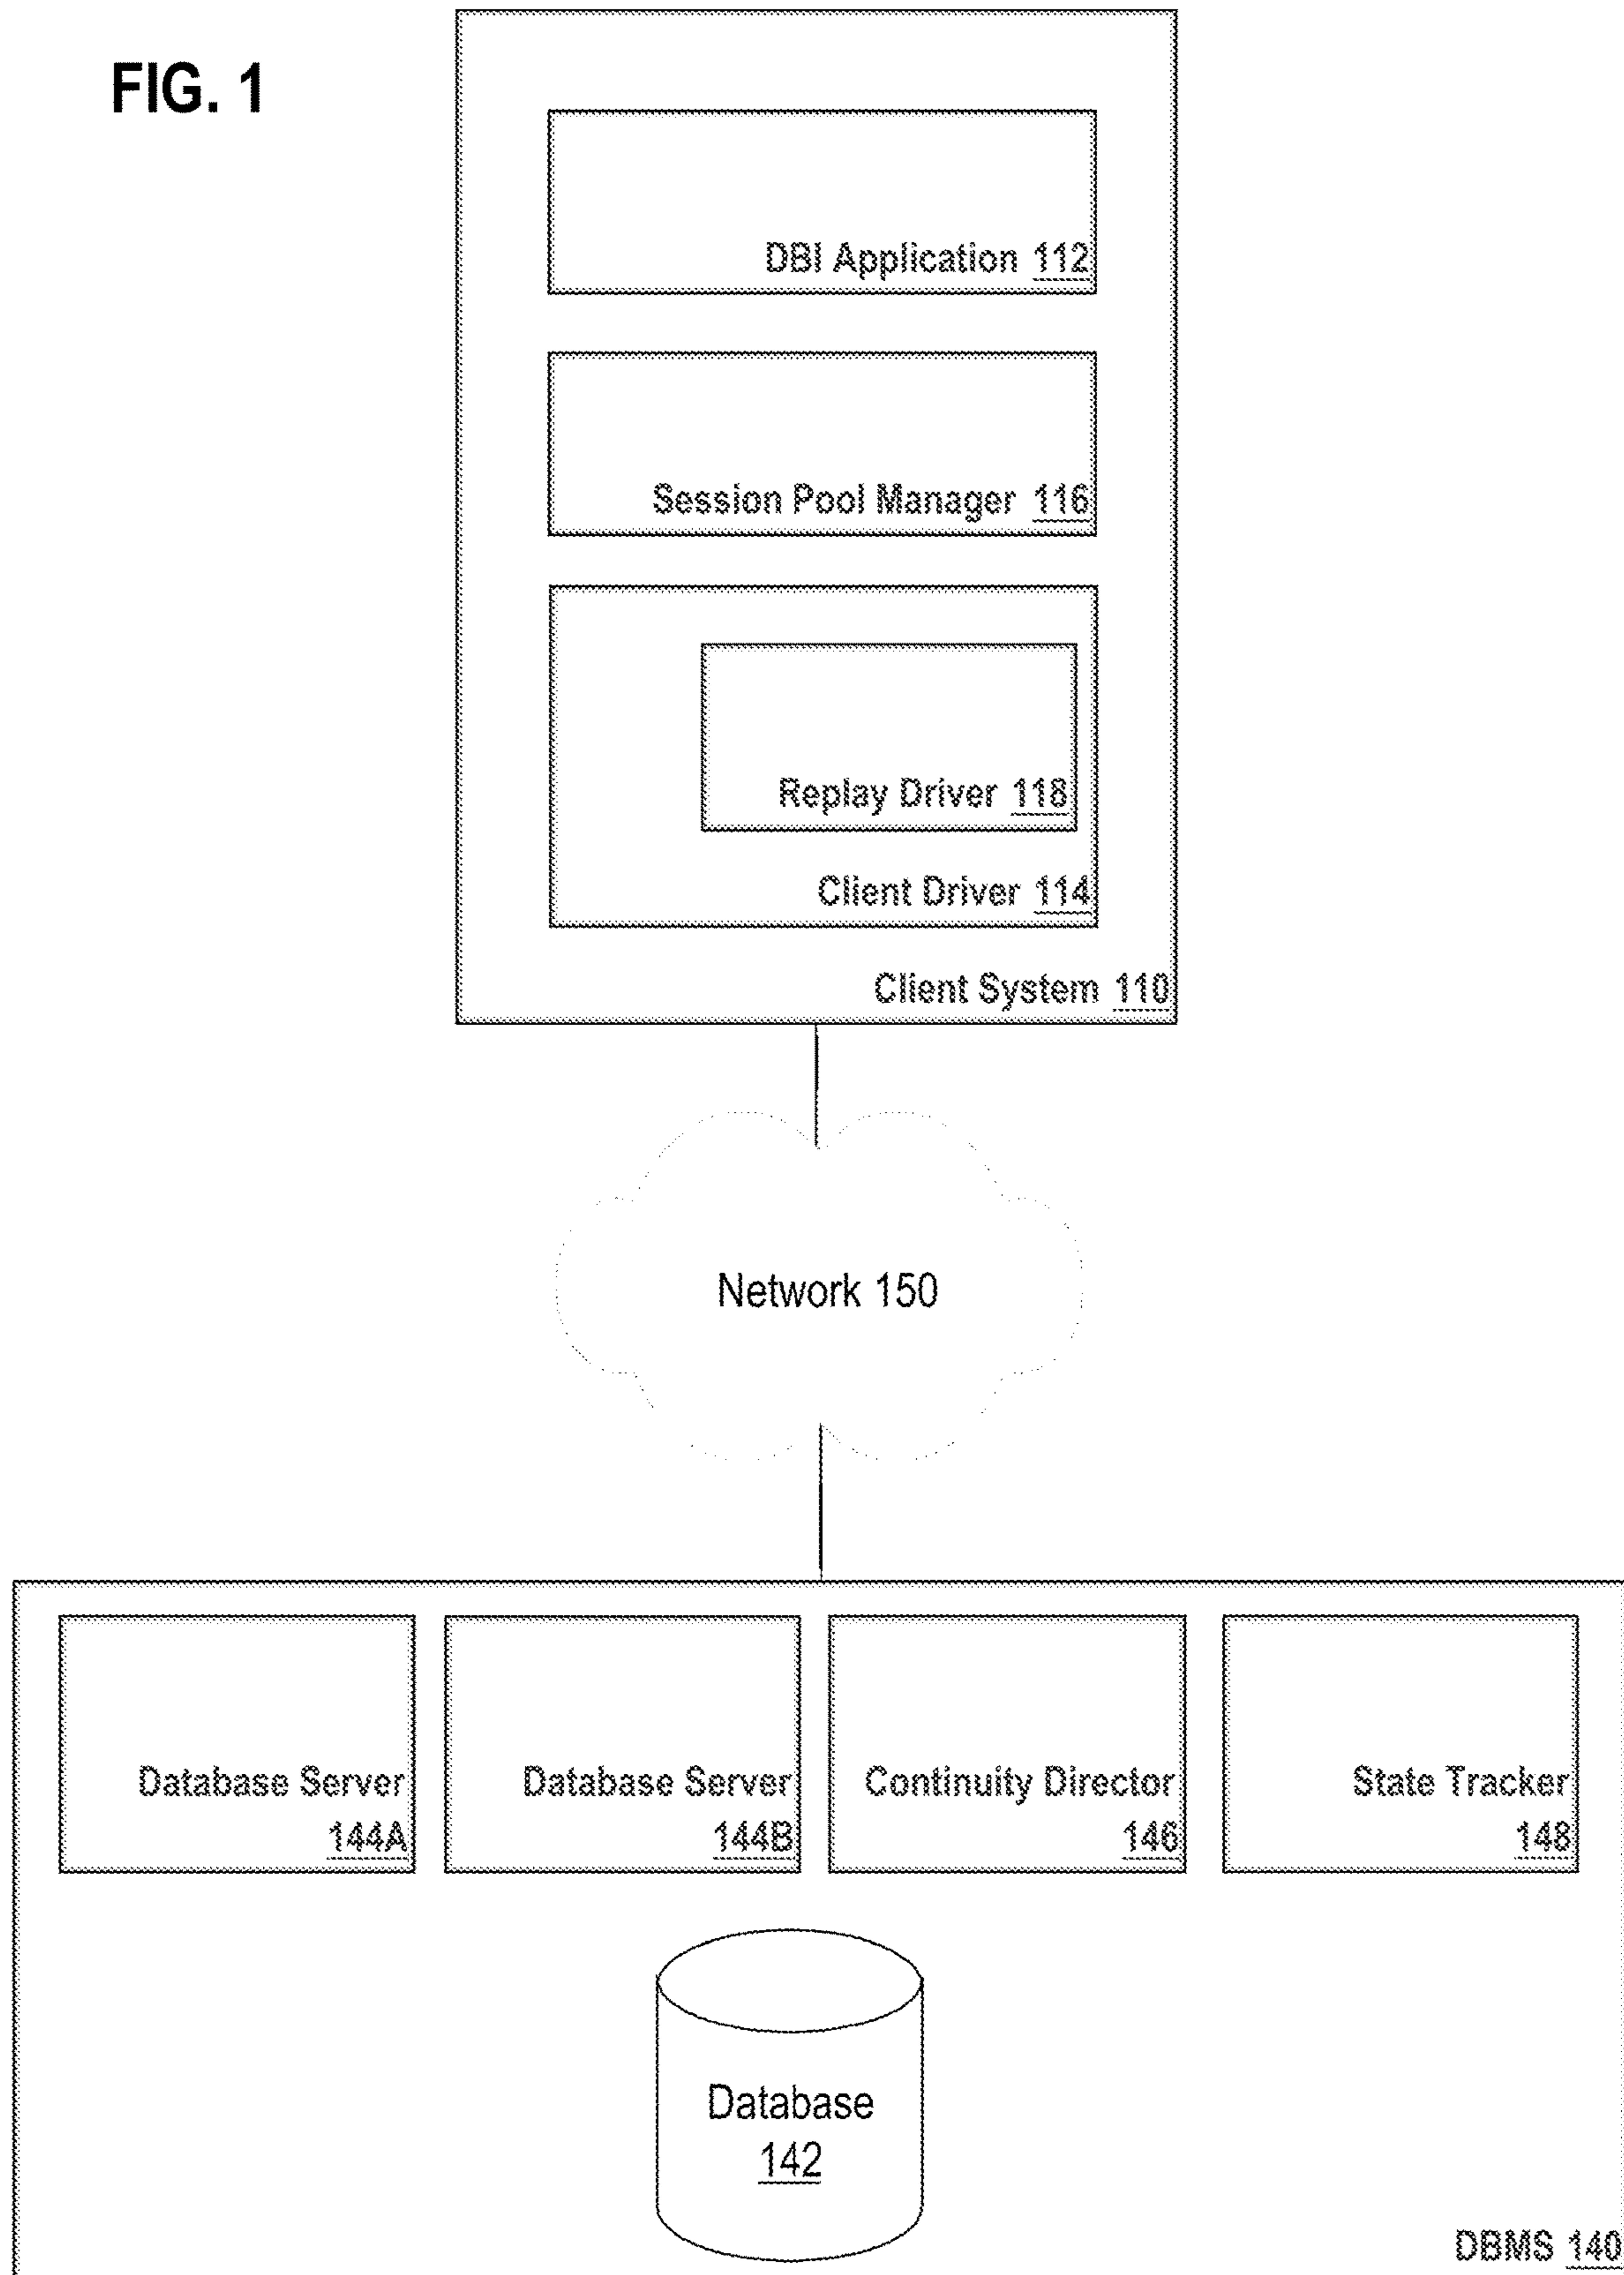 FIG. 1
DBI Application 112
Session Pool Manager 116
Replay Driver 118
Client Driver 114
Client System 110
Network 150
Database Server
144A
Database Server
144B
Continuity Director
146
State Tracker
148
Database
142
DBMS 140